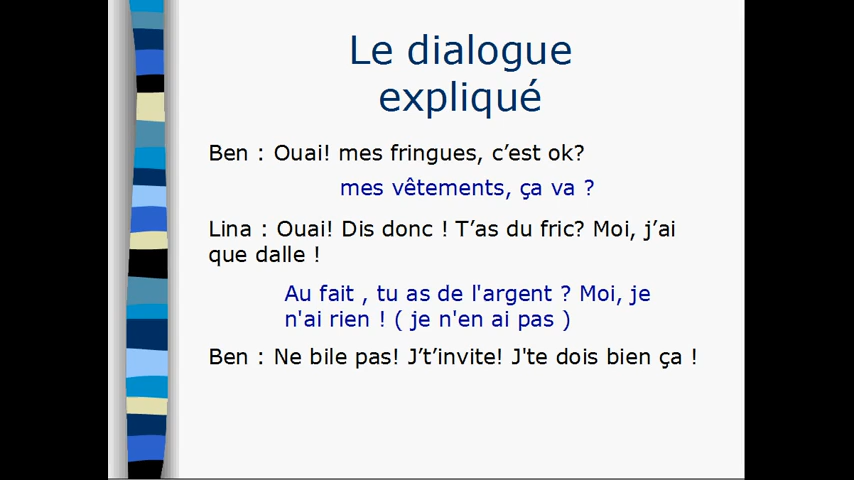 Le dialogue
expliqué
Ben : Ouai! mes fringues, c’est ok?
mes vêtements, ça va ?
Lina : Ouai! Dis donc ! T’as du fric? Moi, j’ai
que dalle !
Au fait , tu as de l'argent ? Moi, je
n'ai rien ! ( je n'en ai pas )
Ben : Ne bile pas! J’t’invite! J'te dois bien ça !